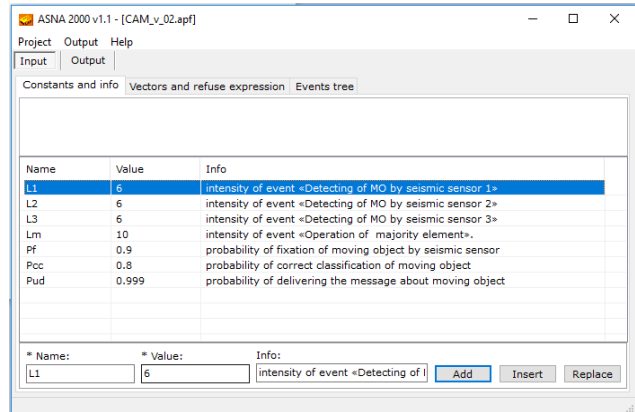 ASNA 2000 v1.1 - [CAM_v_02.apf]
Project Output Help
Input Output
Constants and info Vectors and refuse expression Events tree
Name Value Info
L1 6 intensity of event «Detecting of MO by seismic sensor 1»
L2 6 intensity of event «Detecting of MO by seismic sensor 2»
L3 6 intensity of event «Detecting of MO by seismic sensor 3»
Lm 10 intensity of event «Operation of majority element».
Pf 0.9 probability of fixation of moving object by seismic sensor
Pcc 0.8 probability of correct classification of moving object
Pud 0.999 probability of delivering the message about moving object
* Name: * Value: Info:
L1 6 intensity of event «Detecting of I Add Insert Replace